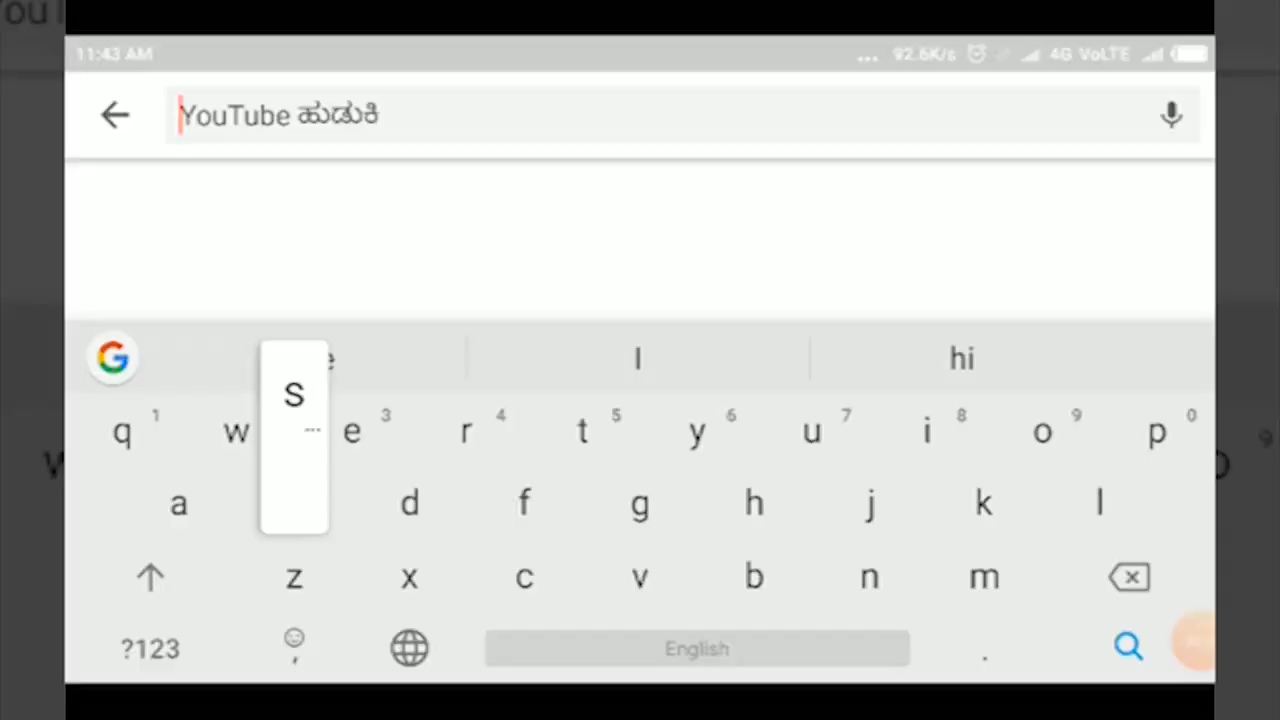 11:43 AM ... 92.6K/s 4G VoLTE
YouTube ಹುಡುಕಿ
I hi
S
q 1 w e 3 r 4 t 5 y 6 u 7 i 8 o 9 p 0
a d f g h j k l
z x c v b n m
?123 , English .